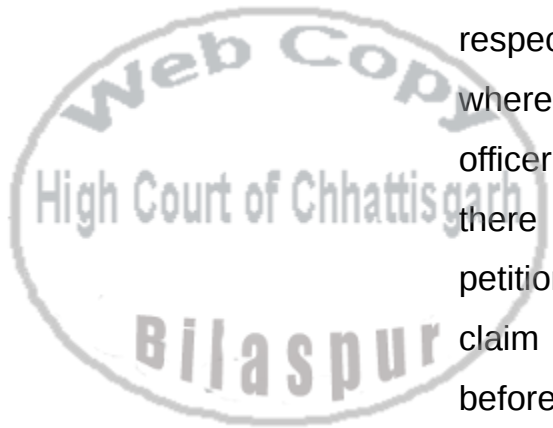 Web Copy
High Court of Chhattisgarh
Bilaspur
respec
where
officer
there
petition
claim
before